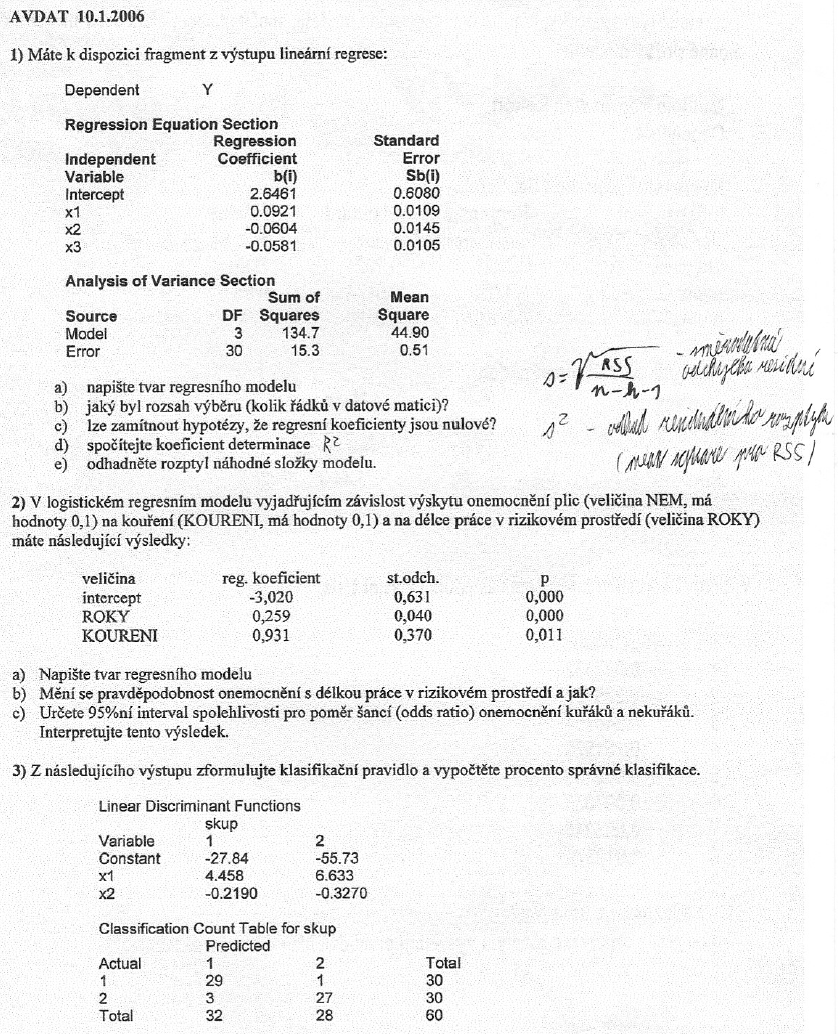 AVDAT 10.1.2006
1) Máte k dispozici fragment z výstupu lineární regrese:
Dependent Y
Regression Equation Section
Regression Standard
Independent Coefficient Error
Variable b(i) Sb(i)
Intercept 2.6461 0.6080
x1 0.0921 0.0109
x2 -0.0604 0.0145
x3 -0.0581 0.0105
Analysis of Variance Section
Sum of Mean
Source DF Squares Square
Model 3 134.7 44.90
Error 30 15.3 0.51
a) napište tvar regresního modelu
b) jaký byl rozsah výběru (kolik řádků v datové matici)?
c) lze zamítnout hypotézy, že regresní koeficienty jsou nulové?
d) spočítejte koeficient determinace R²
e) odhadněte rozptyl náhodné složky modelu.
s = √ RSS / n-k-1 - směrodatná odchylka residuí
s² - odhad residuálního rozptylu
(mean square pro RSS)
2) V logistickém regresním modelu vyjadřujícím závislost výskytu onemocnění plic (veličina NEM, má
hodnoty 0,1) na kouření (KOURENI, má hodnoty 0,1) a na délce práce v rizikovém prostředí (veličina ROKY)
máte následující výsledky:
veličina reg. koeficient st.odch. p
intercept -3,020 0,631 0,000
ROKY 0,259 0,040 0,000
KOURENI 0,931 0,370 0,011
a) Napište tvar regresního modelu
b) Mění se pravděpodobnost onemocnění s délkou práce v rizikovém prostředí a jak?
c) Určete 95%ní interval spolehlivosti pro poměr šancí (odds ratio) onemocnění kuřáků a nekuřáků.
Interpretujte tento výsledek.
3) Z následujícího výstupu zformulujte klasifikační pravidlo a vypočtěte procento správné klasifikace.
Linear Discriminant Functions
skup
Variable 1 2
Constant -27.84 -55.73
x1 4.458 6.633
x2 -0.2190 -0.3270
Classification Count Table for skup
Predicted
Actual 1 2 Total
1 29 1 30
2 3 27 30
Total 32 28 60